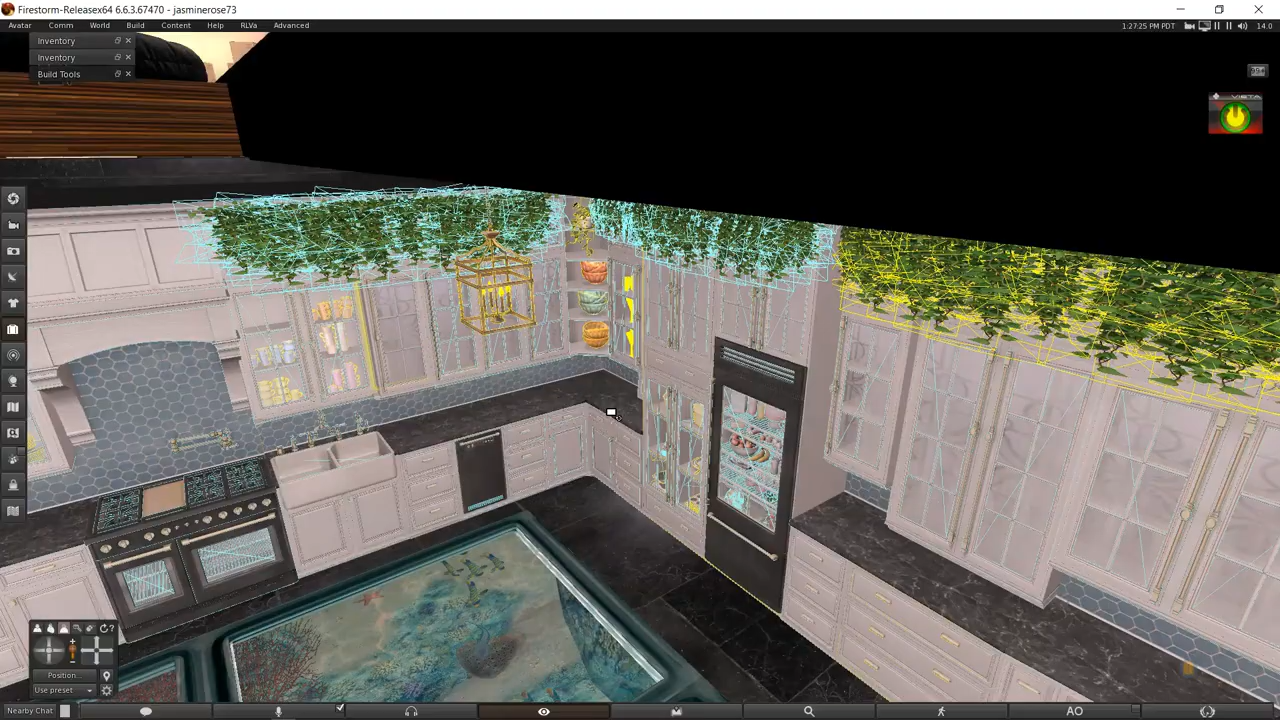 Firestorm-Releasex64 6.6.3.67470 - jasminerose73
Avatar Comm World Build Content Help RLVa Advanced
1:27:25 PM PDT 14.0
Inventory
Inventory
Build Tools
VISTA
Position...
Use preset
Nearby Chat
AO